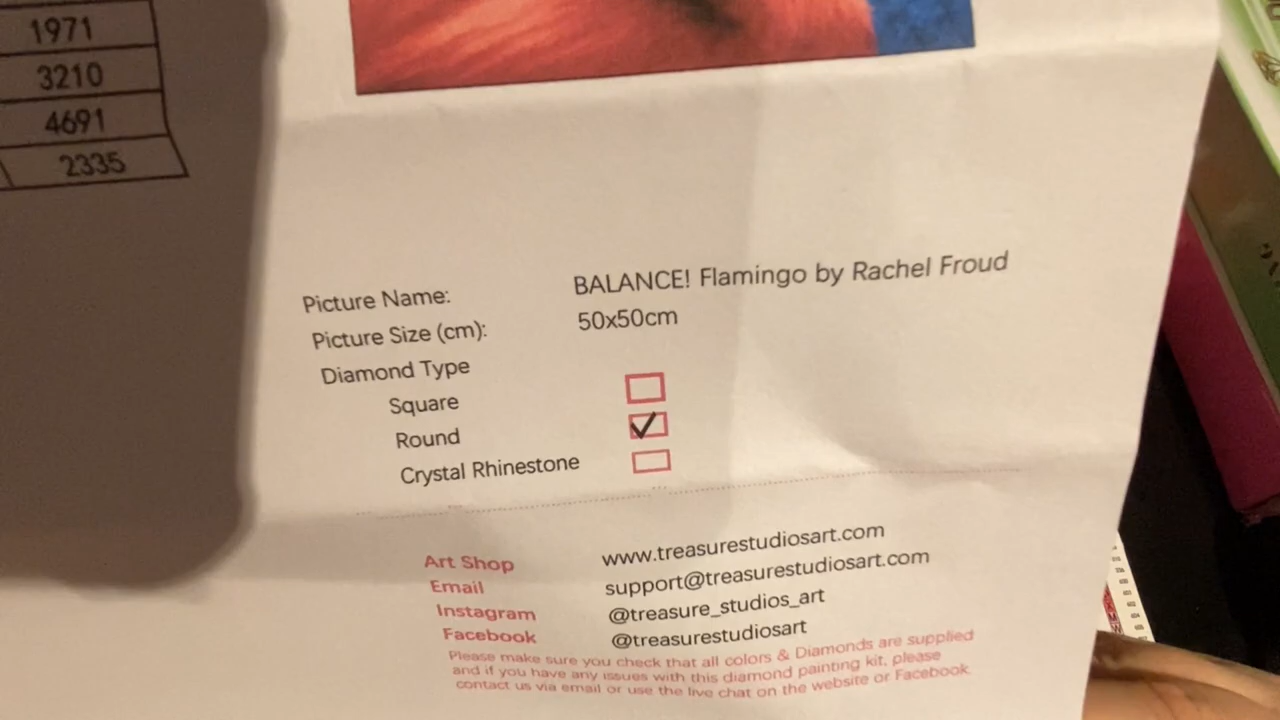 1971
3210
4691
2335
Picture Name: BALANCE! Flamingo by Rachel Froud
Picture Size (cm): 50x50cm
Diamond Type
Square
Round
Crystal Rhinestone
Art Shop www.treasurestudiosart.com
Email support@treasurestudiosart.com
Instagram @treasure_studios_art
Facebook @treasurestudiosart
Please make sure you check that all colors & Diamonds are supplied
and if you have any issues with this diamond painting kit, please
contact us via email or use the live chat on the website or Facebook.